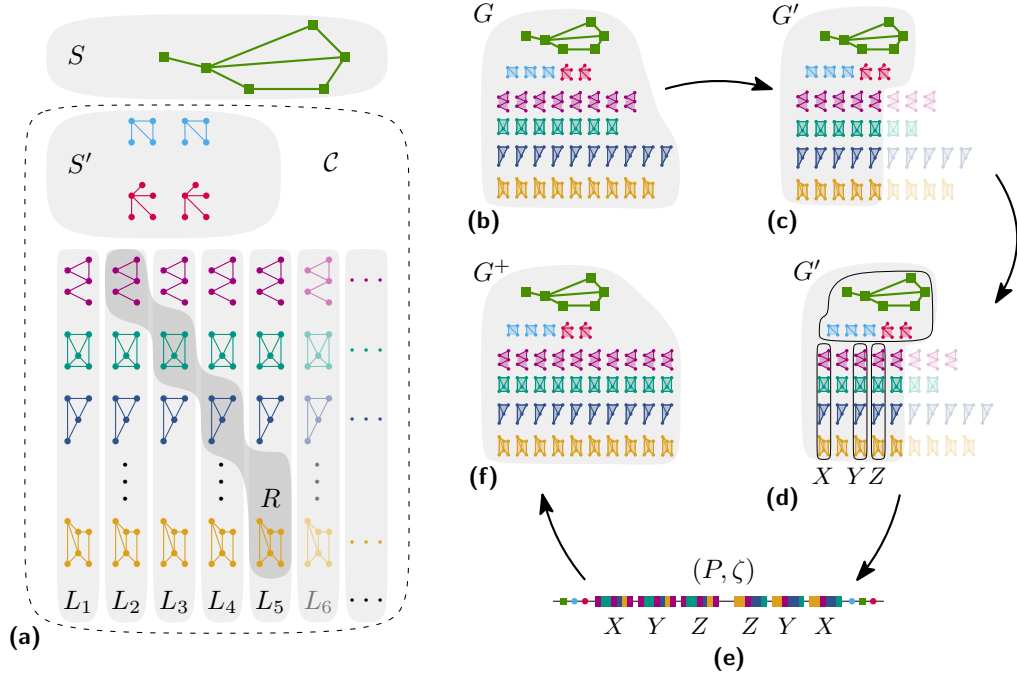 S
S′
𝒞
R
L₁ L₂ L₃ L₄ L₅ L₆
(a)
G
(b)
G′
(c)
G′
X Y Z
(d)
(P, ζ)
X Y Z Z Y X
(e)
G⁺
(f)